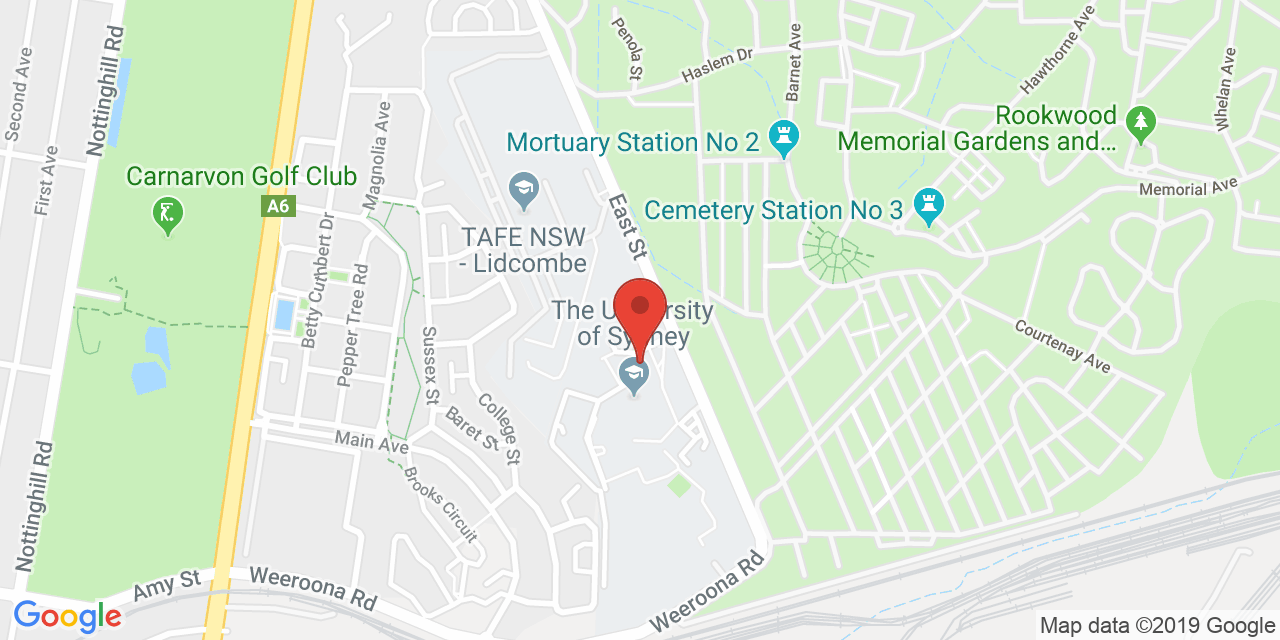 Second Ave
First Ave
Nottinghill Rd
Nottinghill Rd
Carnarvon Golf Club
A6
Magnolia Ave
Betty Cuthbert Dr
Pepper Tree Rd
Sussex St
College St
Baret St
Main Ave
Brooks Circuit
Amy St
Weeroona Rd
Weeroona Rd
TAFE NSW
- Lidcombe
East St
Penola St
Haslem Dr
Barnet Ave
Hawthorne Ave
Whelan Ave
Mortuary Station No 2
Rookwood
Memorial Gardens and...
Memorial Ave
Cemetery Station No 3
Courtenay Ave
The U
rsity
of Sy
ney
Google
Map data ©2019 Google